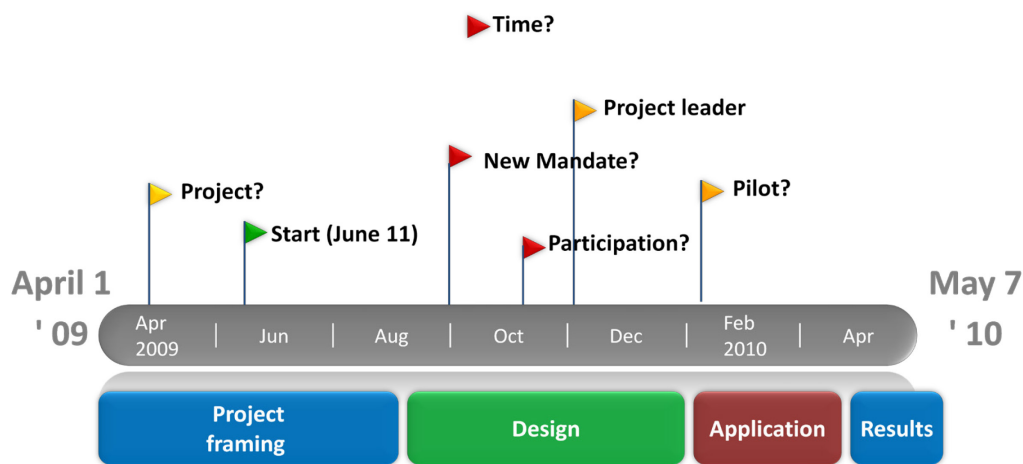 Time?
Project leader
New Mandate?
Project?
Pilot?
Start (June 11)
Participation?
April 1
' 09
May 7
' 10
Apr
2009
Jun
Aug
Oct
Dec
Feb
2010
Apr
Project
framing
Design
Application
Results